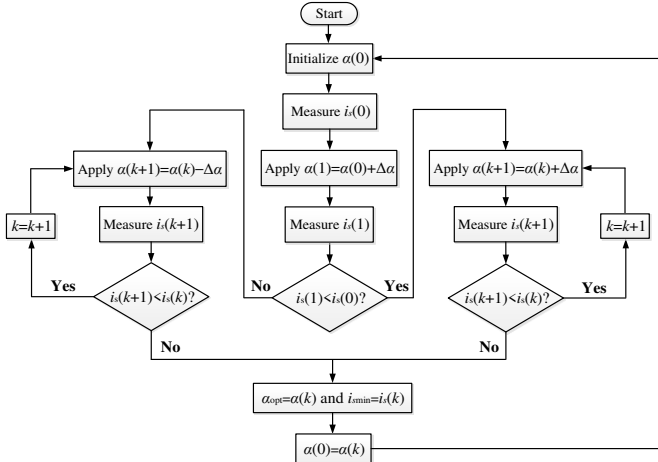 Start
Initialize α(0)
Measure iₛ(0)
Apply α(k+1)=α(k)−Δα
Apply α(1)=α(0)+Δα
Apply α(k+1)=α(k)+Δα
k=k+1
Measure iₛ(k+1)
Measure iₛ(1)
Measure iₛ(k+1)
k=k+1
Yes
iₛ(k+1)<iₛ(k)?
No
iₛ(1)<iₛ(0)?
Yes
iₛ(k+1)<iₛ(k)?
Yes
No
No
αopt=α(k) and ismin=iₛ(k)
α(0)=α(k)